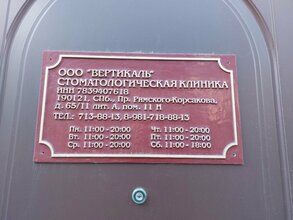 ООО "ВЕРТИКАЛЬ"
СТОМАТОЛОГИЧЕСКАЯ КЛИНИКА
ИНН 7839407618
190121, СПб., Пр. Римского-Корсакова,
д. 65/11 лит А, пом. 11 Н
ТЕЛ.: 713-88-13, 8-981-718-88-13
Пн. 11:00 - 20:00 Чт. 11:00 - 20:00
Вт. 11:00 - 20:00 Пт. 11:00 - 20:00
Ср. 11:00 - 20:00 Сб. 11:00 - 18:00